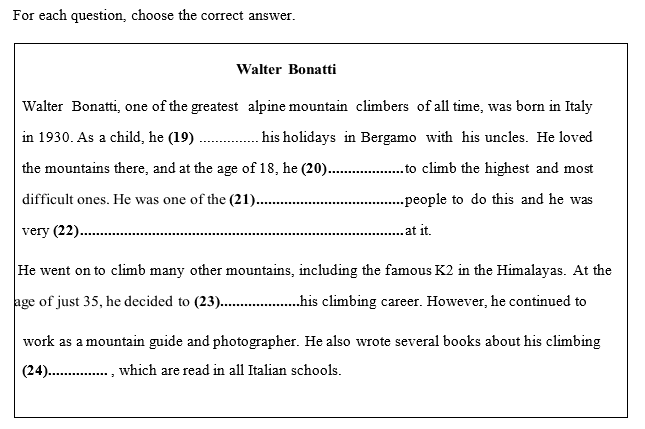 For each question, choose the correct answer.
Walter Bonatti
Walter Bonatti, one of the greatest alpine mountain climbers of all time, was born in Italy
in 1930. As a child, he (19) ............... his holidays in Bergamo with his uncles. He loved
the mountains there, and at the age of 18, he (20)...................to climb the highest and most
difficult ones. He was one of the (21).....................................people to do this and he was
very (22).................................................................................at it.
He went on to climb many other mountains, including the famous K2 in the Himalayas. At the
age of just 35, he decided to (23)....................his climbing career. However, he continued to
work as a mountain guide and photographer. He also wrote several books about his climbing
(24)............... , which are read in all Italian schools.